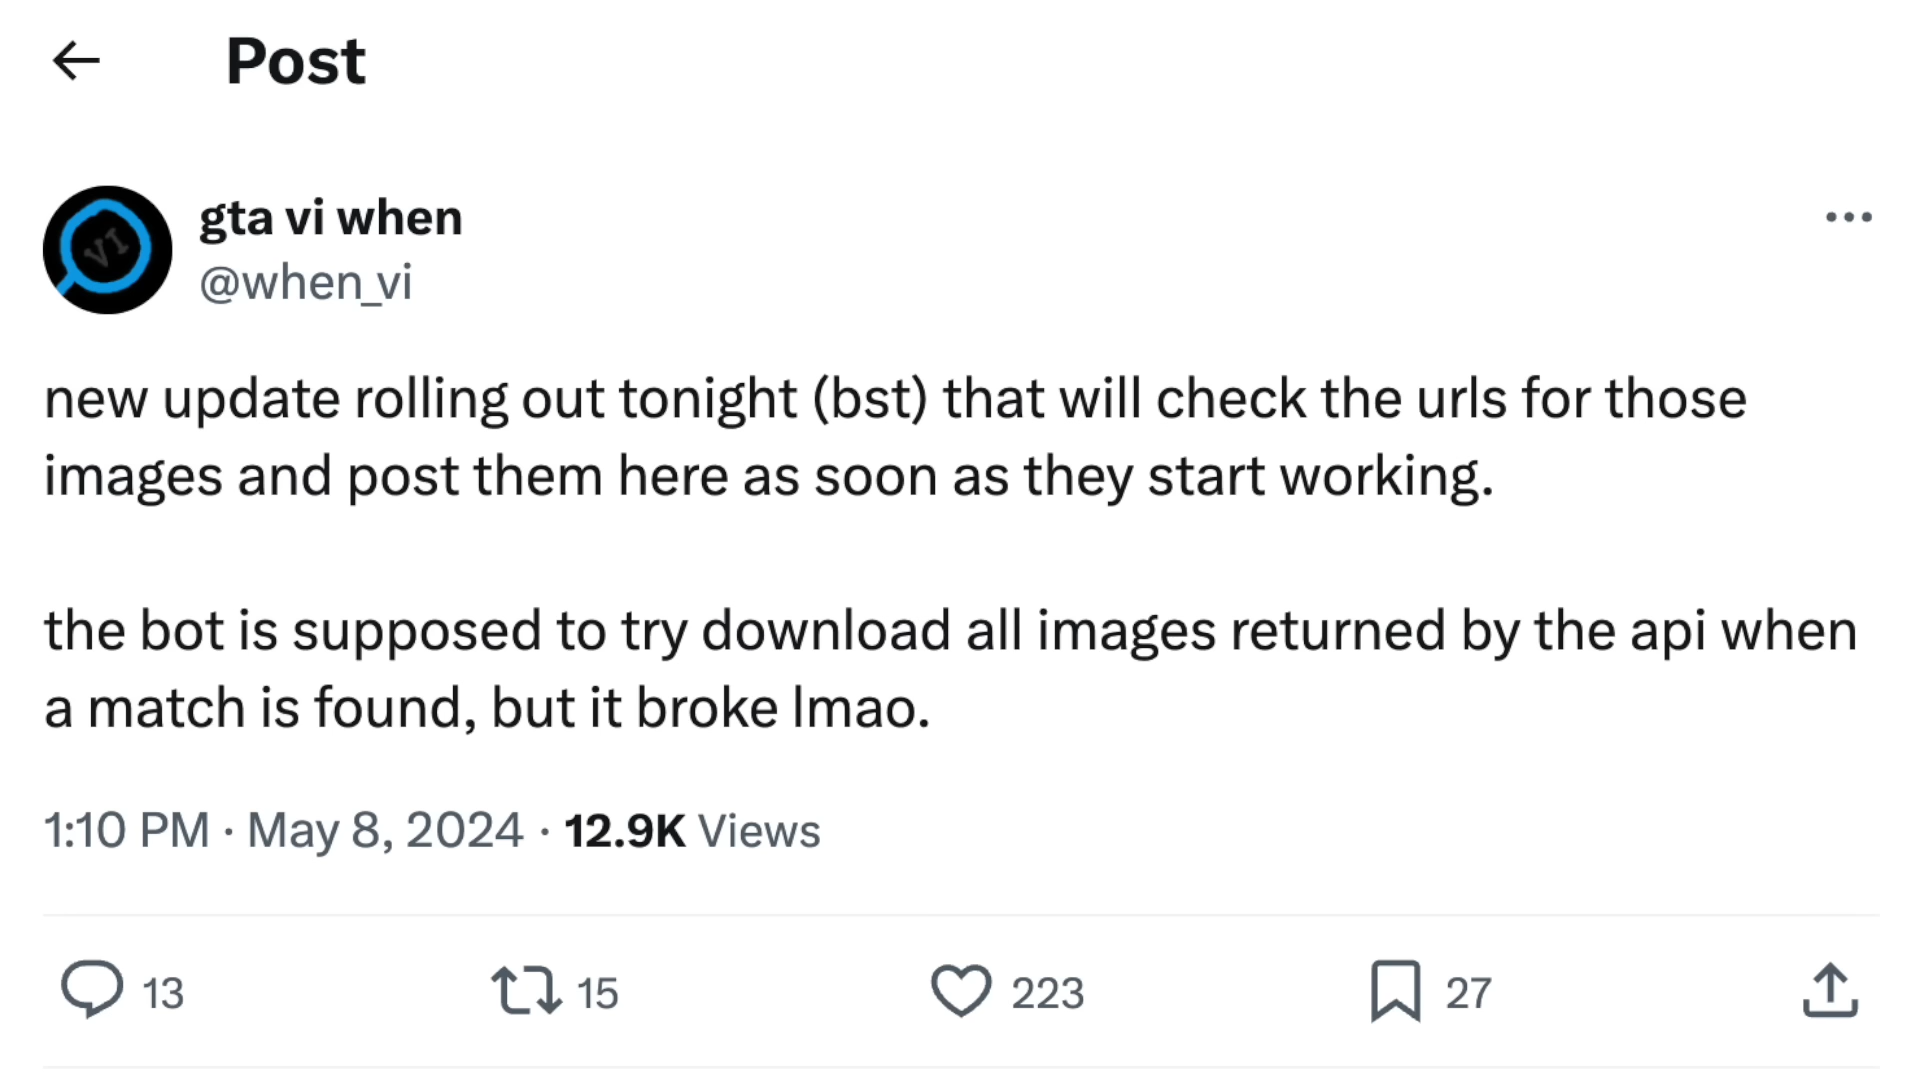 Post
VI
gta vi when
@when_vi
new update rolling out tonight (bst) that will check the urls for those
images and post them here as soon as they start working.
the bot is supposed to try download all images returned by the api when
a match is found, but it broke lmao.
1:10 PM · May 8, 2024 · 12.9K Views
13 15 223 27